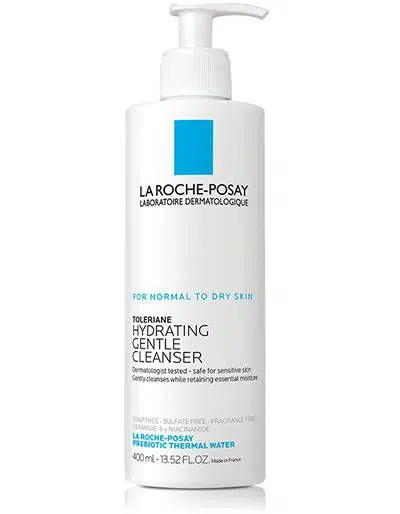 LA ROCHE-POSAY
LABORATOIRE DERMATOLOGIQUE
FOR NORMAL TO DRY SKIN
TOLERIANE
HYDRATING
GENTLE
CLEANSER
Dermatologist tested - safe for sensitive skin
Gently cleanses while retaining essential moisture
SOAP FREE - SULFATE FREE - FRAGRANCE FREE
CERAMIDE-3 + NIACINAMIDE
LA ROCHE-POSAY
PREBIOTIC THERMAL WATER
400 ml - 13.52 FL.OZ. Made in France